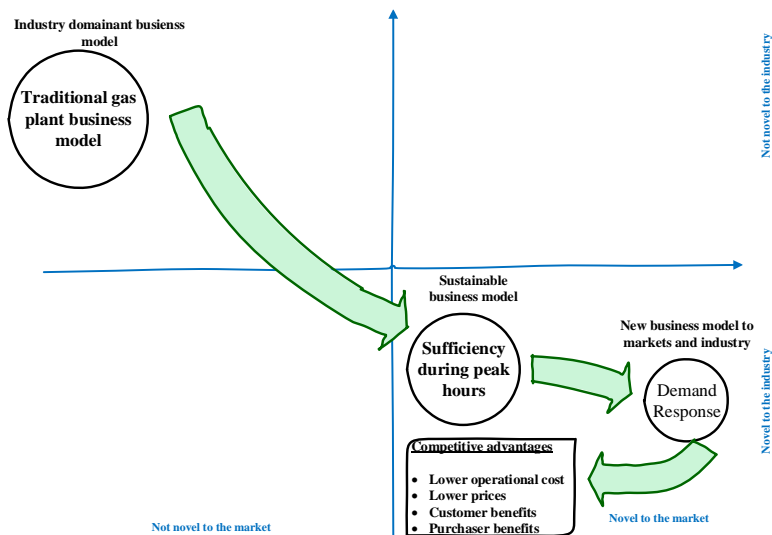 Industry domainant busienss
model
Traditional gas
plant business
model
Not novel to the industry
Sustainable
business model
Sufficiency
during peak
hours
New business model to
markets and industry
Demand
Response
Novel to the industry
Competitive advantages
• Lower operational cost
• Lower prices
• Customer benefits
• Purchaser benefits
Not novel to the market
Novel to the market